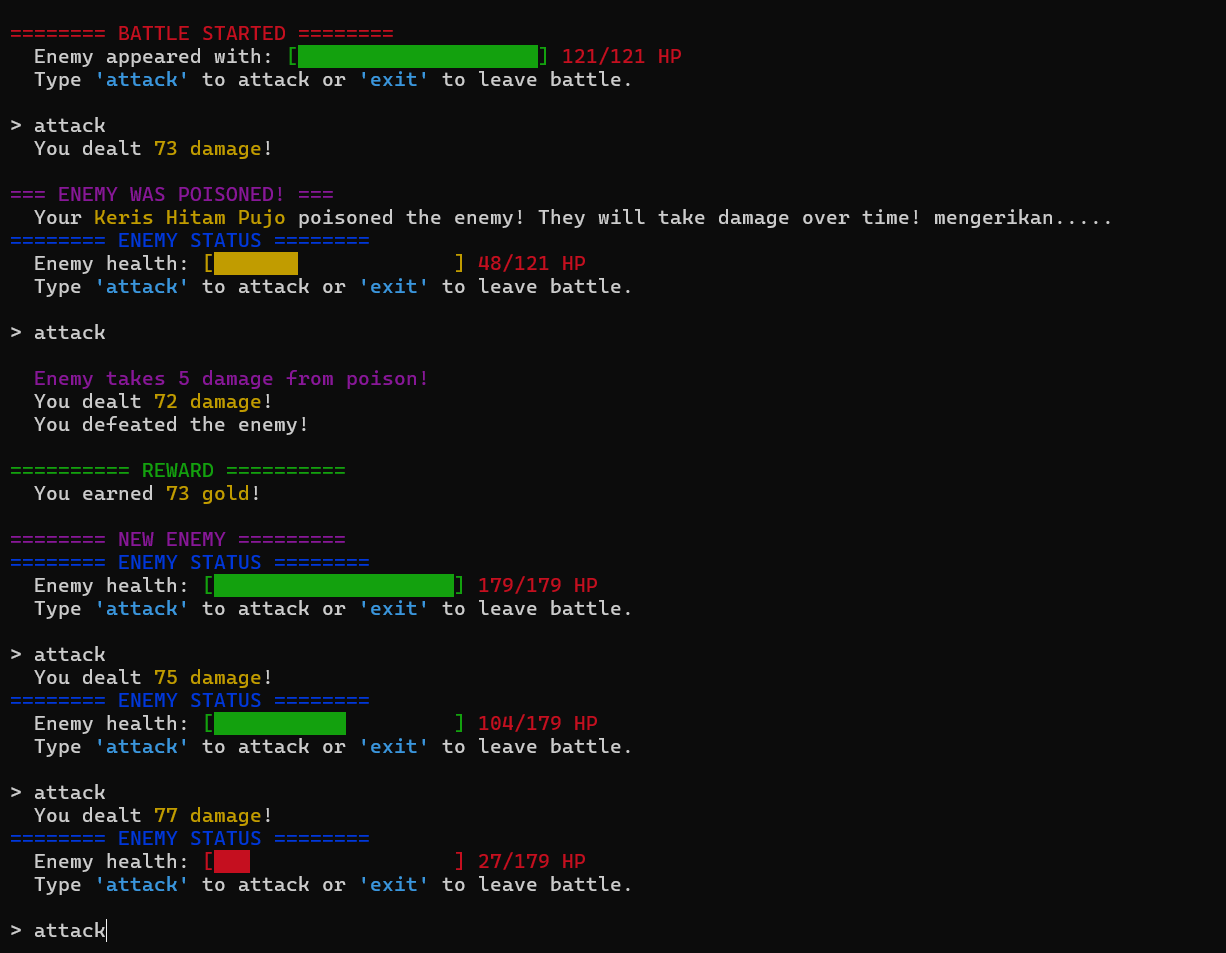 ======== BATTLE STARTED ========
Enemy appeared with: [                    ] 121/121 HP
Type 'attack' to attack or 'exit' to leave battle.
> attack
You dealt 73 damage!
=== ENEMY WAS POISONED! ===
Your Keris Hitam Pujo poisoned the enemy! They will take damage over time! mengerikan.....
======== ENEMY STATUS ========
Enemy health: [                    ] 48/121 HP
Type 'attack' to attack or 'exit' to leave battle.
> attack
Enemy takes 5 damage from poison!
You dealt 72 damage!
You defeated the enemy!
========== REWARD ==========
You earned 73 gold!
======== NEW ENEMY =========
======== ENEMY STATUS ========
Enemy health: [                    ] 179/179 HP
Type 'attack' to attack or 'exit' to leave battle.
> attack
You dealt 75 damage!
======== ENEMY STATUS ========
Enemy health: [                    ] 104/179 HP
Type 'attack' to attack or 'exit' to leave battle.
> attack
You dealt 77 damage!
======== ENEMY STATUS ========
Enemy health: [                    ] 27/179 HP
Type 'attack' to attack or 'exit' to leave battle.
> attack